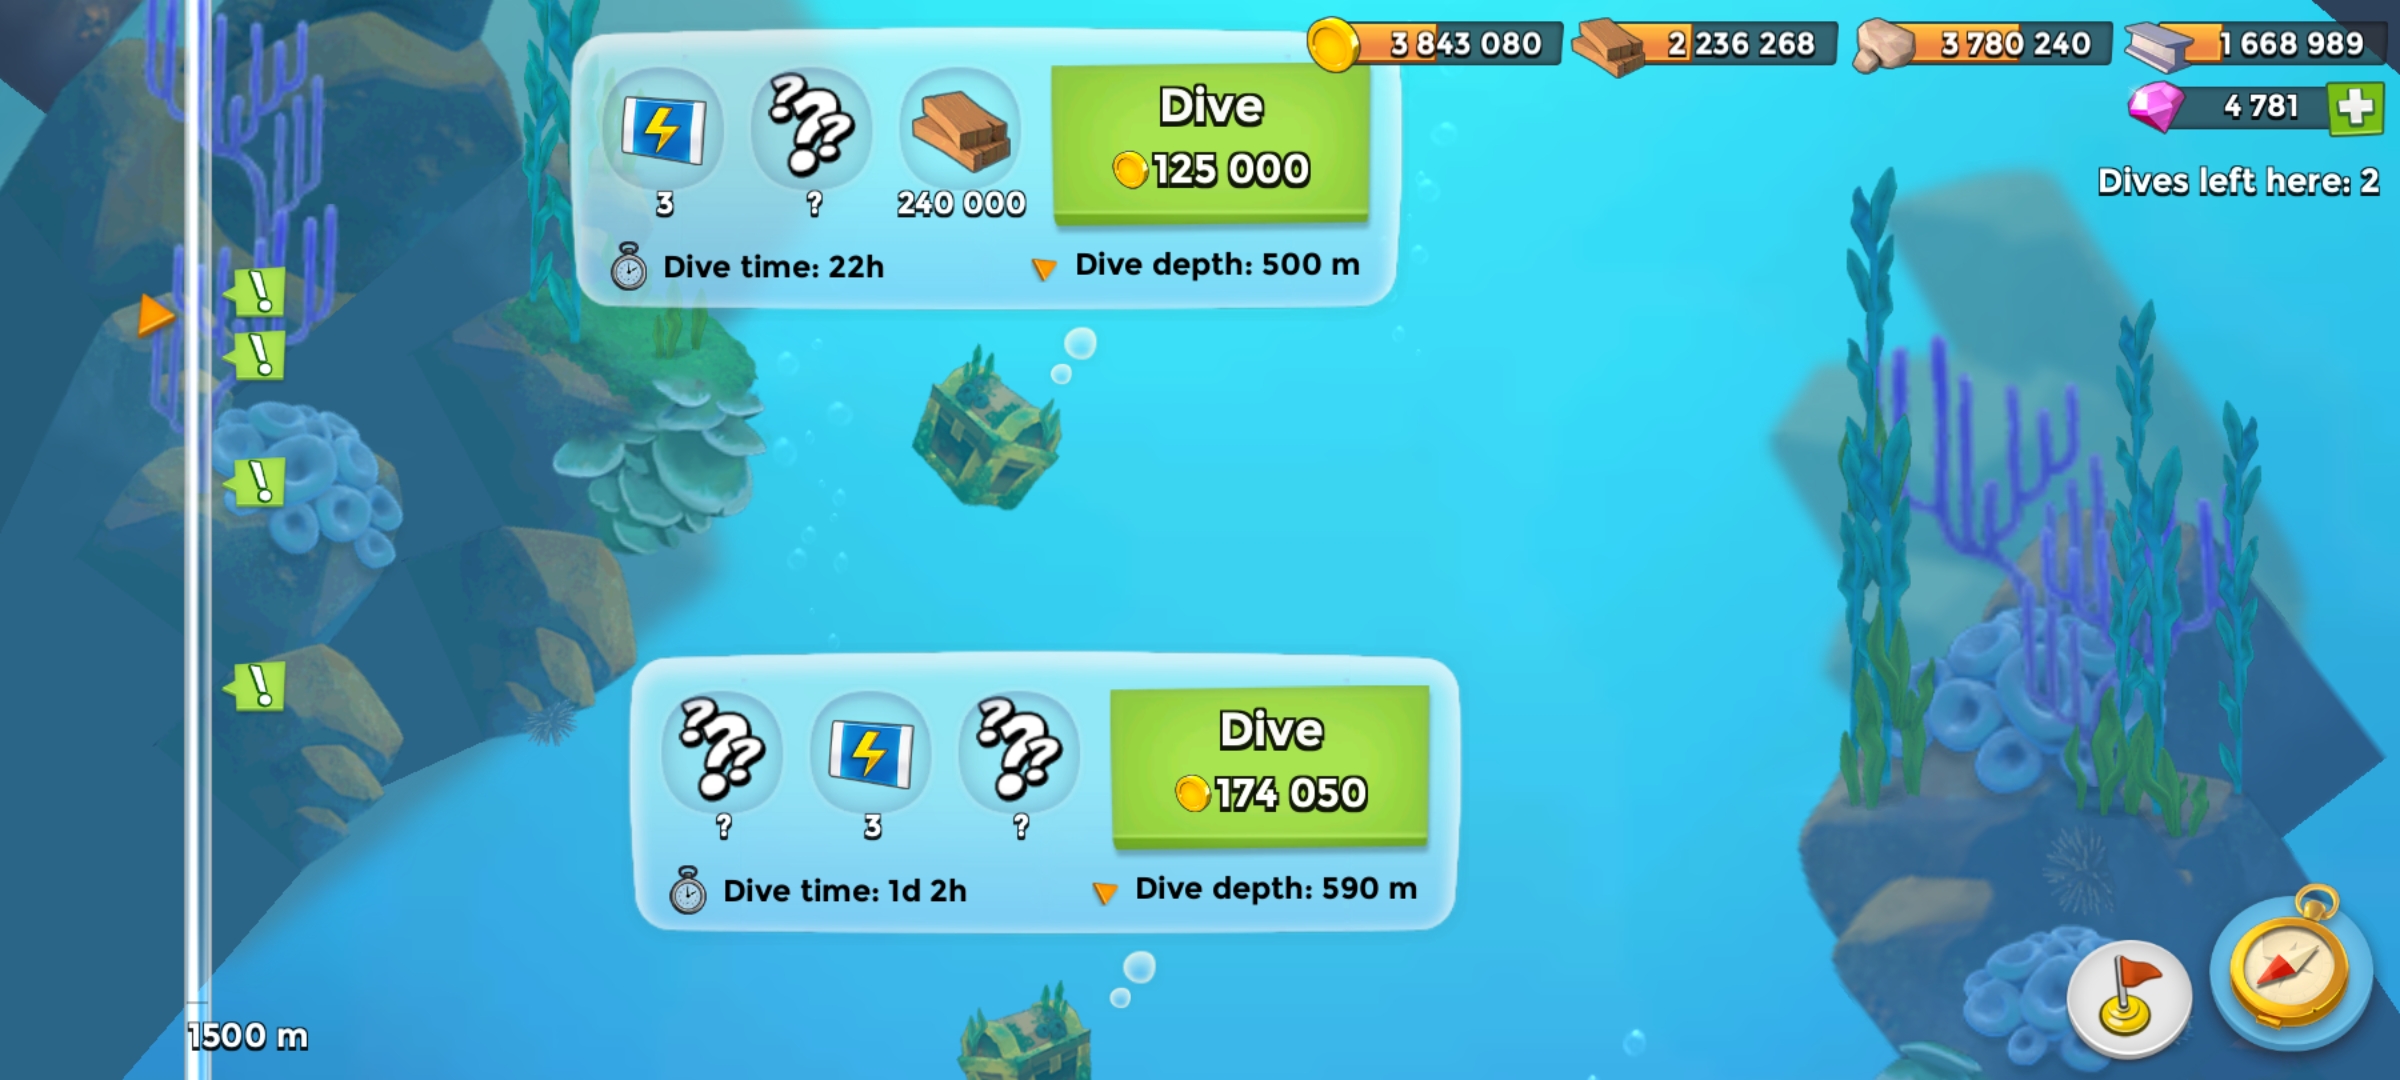 3 843 080
2 236 268
3 780 240
1 668 989
4 781
Dives left here: 2
3
?
240 000
Dive
125 000
Dive time: 22h
Dive depth: 500 m
?
3
?
Dive
174 050
Dive time: 1d 2h
Dive depth: 590 m
1500 m